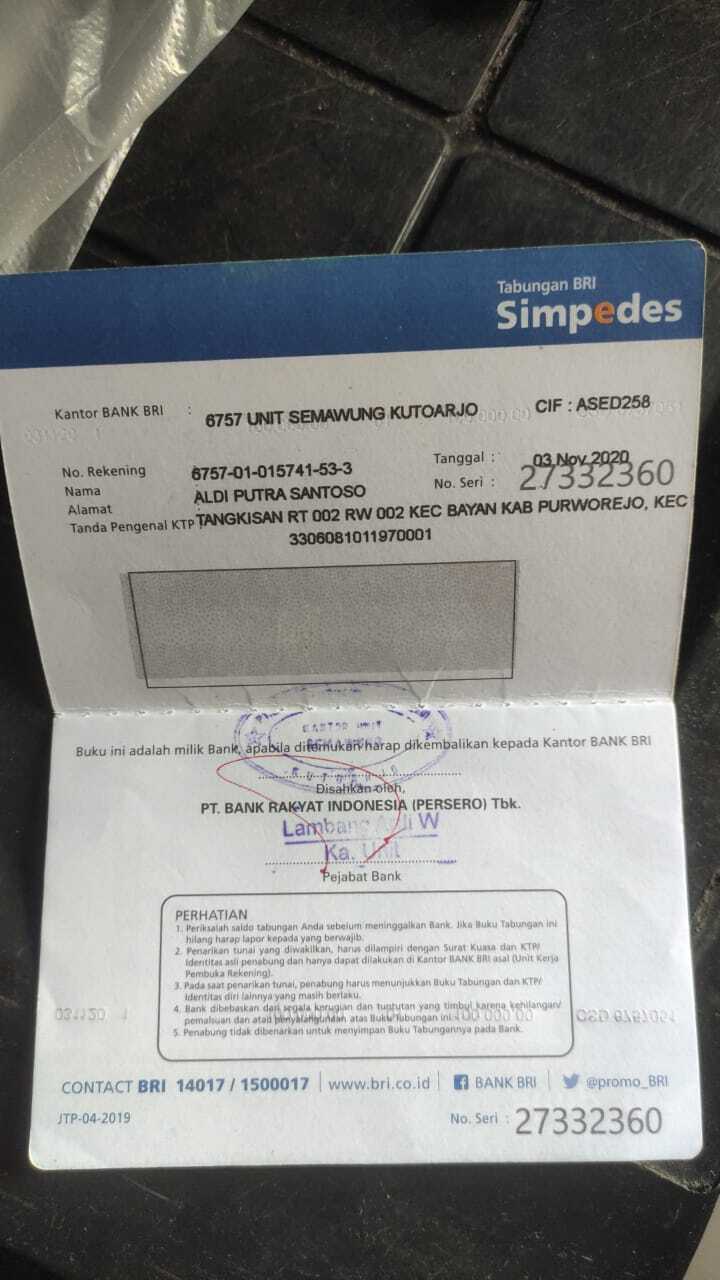 Tabungan BRI
Simpedes
Kantor BANK BRI : 6757 UNIT SEMAWUNG KUTOARJO CIF : ASED258
No. Rekening 6757-01-015741-53-3 Tanggal : 03 Nov 2020
Nama ALDI PUTRA SANTOSO No. Seri : 27332360
Alamat TANGKISAN RT 002 RW 002 KEC BAYAN KAB PURWOREJO, KEC
Tanda Pengenal KTP 3306081011970001
KANTOR UNIT
SEMAWUNG
KUTOARJO
Buku ini adalah milik Bank, apabila ditemukan harap dikembalikan kepada Kantor BANK BRI
Disahkan oleh,
PT. BANK RAKYAT INDONESIA (PERSERO) Tbk.
Lambang W
Ka. Unit
Pejabat Bank
PERHATIAN
1. Periksalah saldo tabungan Anda sebelum meninggalkan Bank. Jika Buku Tabungan ini
hilang harap lapor kepada yang berwajib.
2. Penarikan tunai yang diwakilkan, harus dilampiri dengan Surat Kuasa dan KTP/
Identitas asli penabung dan hanya dapat dilakukan di Kantor BANK BRI asal (Unit Kerja
Pembuka Rekening).
3. Pada saat penarikan tunai, penabung harus menunjukkan Buku Tabungan dan KTP/
Identitas diri lainnya yang masih berlaku.
4. Bank dibebaskan dari segala kerugian dan tuntutan yang timbul karena kehilangan/
pemalsuan dan atau penyalahgunaan atas Buku Tabungan ini.
5. Penabung tidak dibenarkan untuk menyimpan Buku Tabungannya pada Bank.
CONTACT BRI 14017 / 1500017 www.bri.co.id BANK BRI @promo_BRI
JTP-04-2019 No. Seri : 27332360